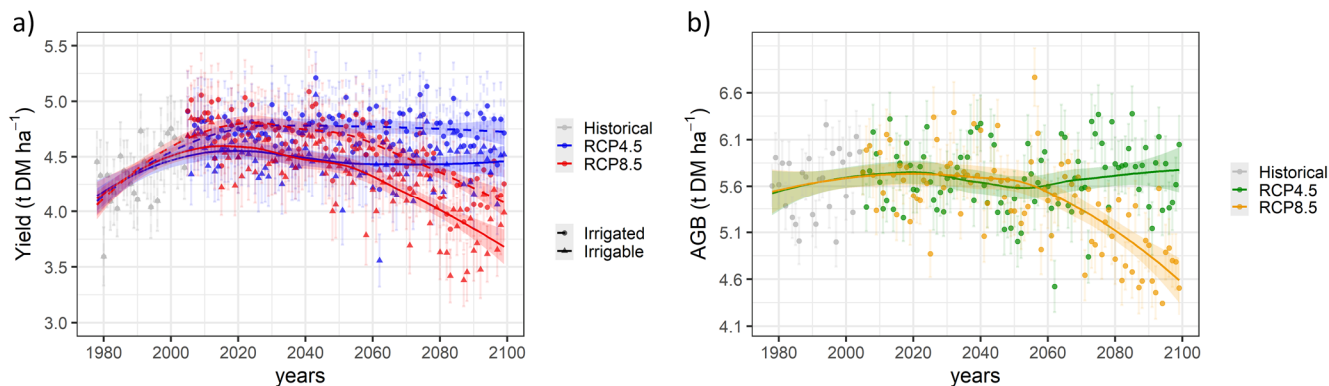 a)
Yield (t DM ha⁻¹)
5.5
5.0
4.5
4.0
3.5
3.0
1980 2000 2020 2040 2060 2080 2100
years
Historical
RCP4.5
RCP8.5
Irrigated
Irrigable
b)
AGB (t DM ha⁻¹)
6.6
6.1
5.6
5.1
4.6
4.1
1980 2000 2020 2040 2060 2080 2100
years
Historical
RCP4.5
RCP8.5